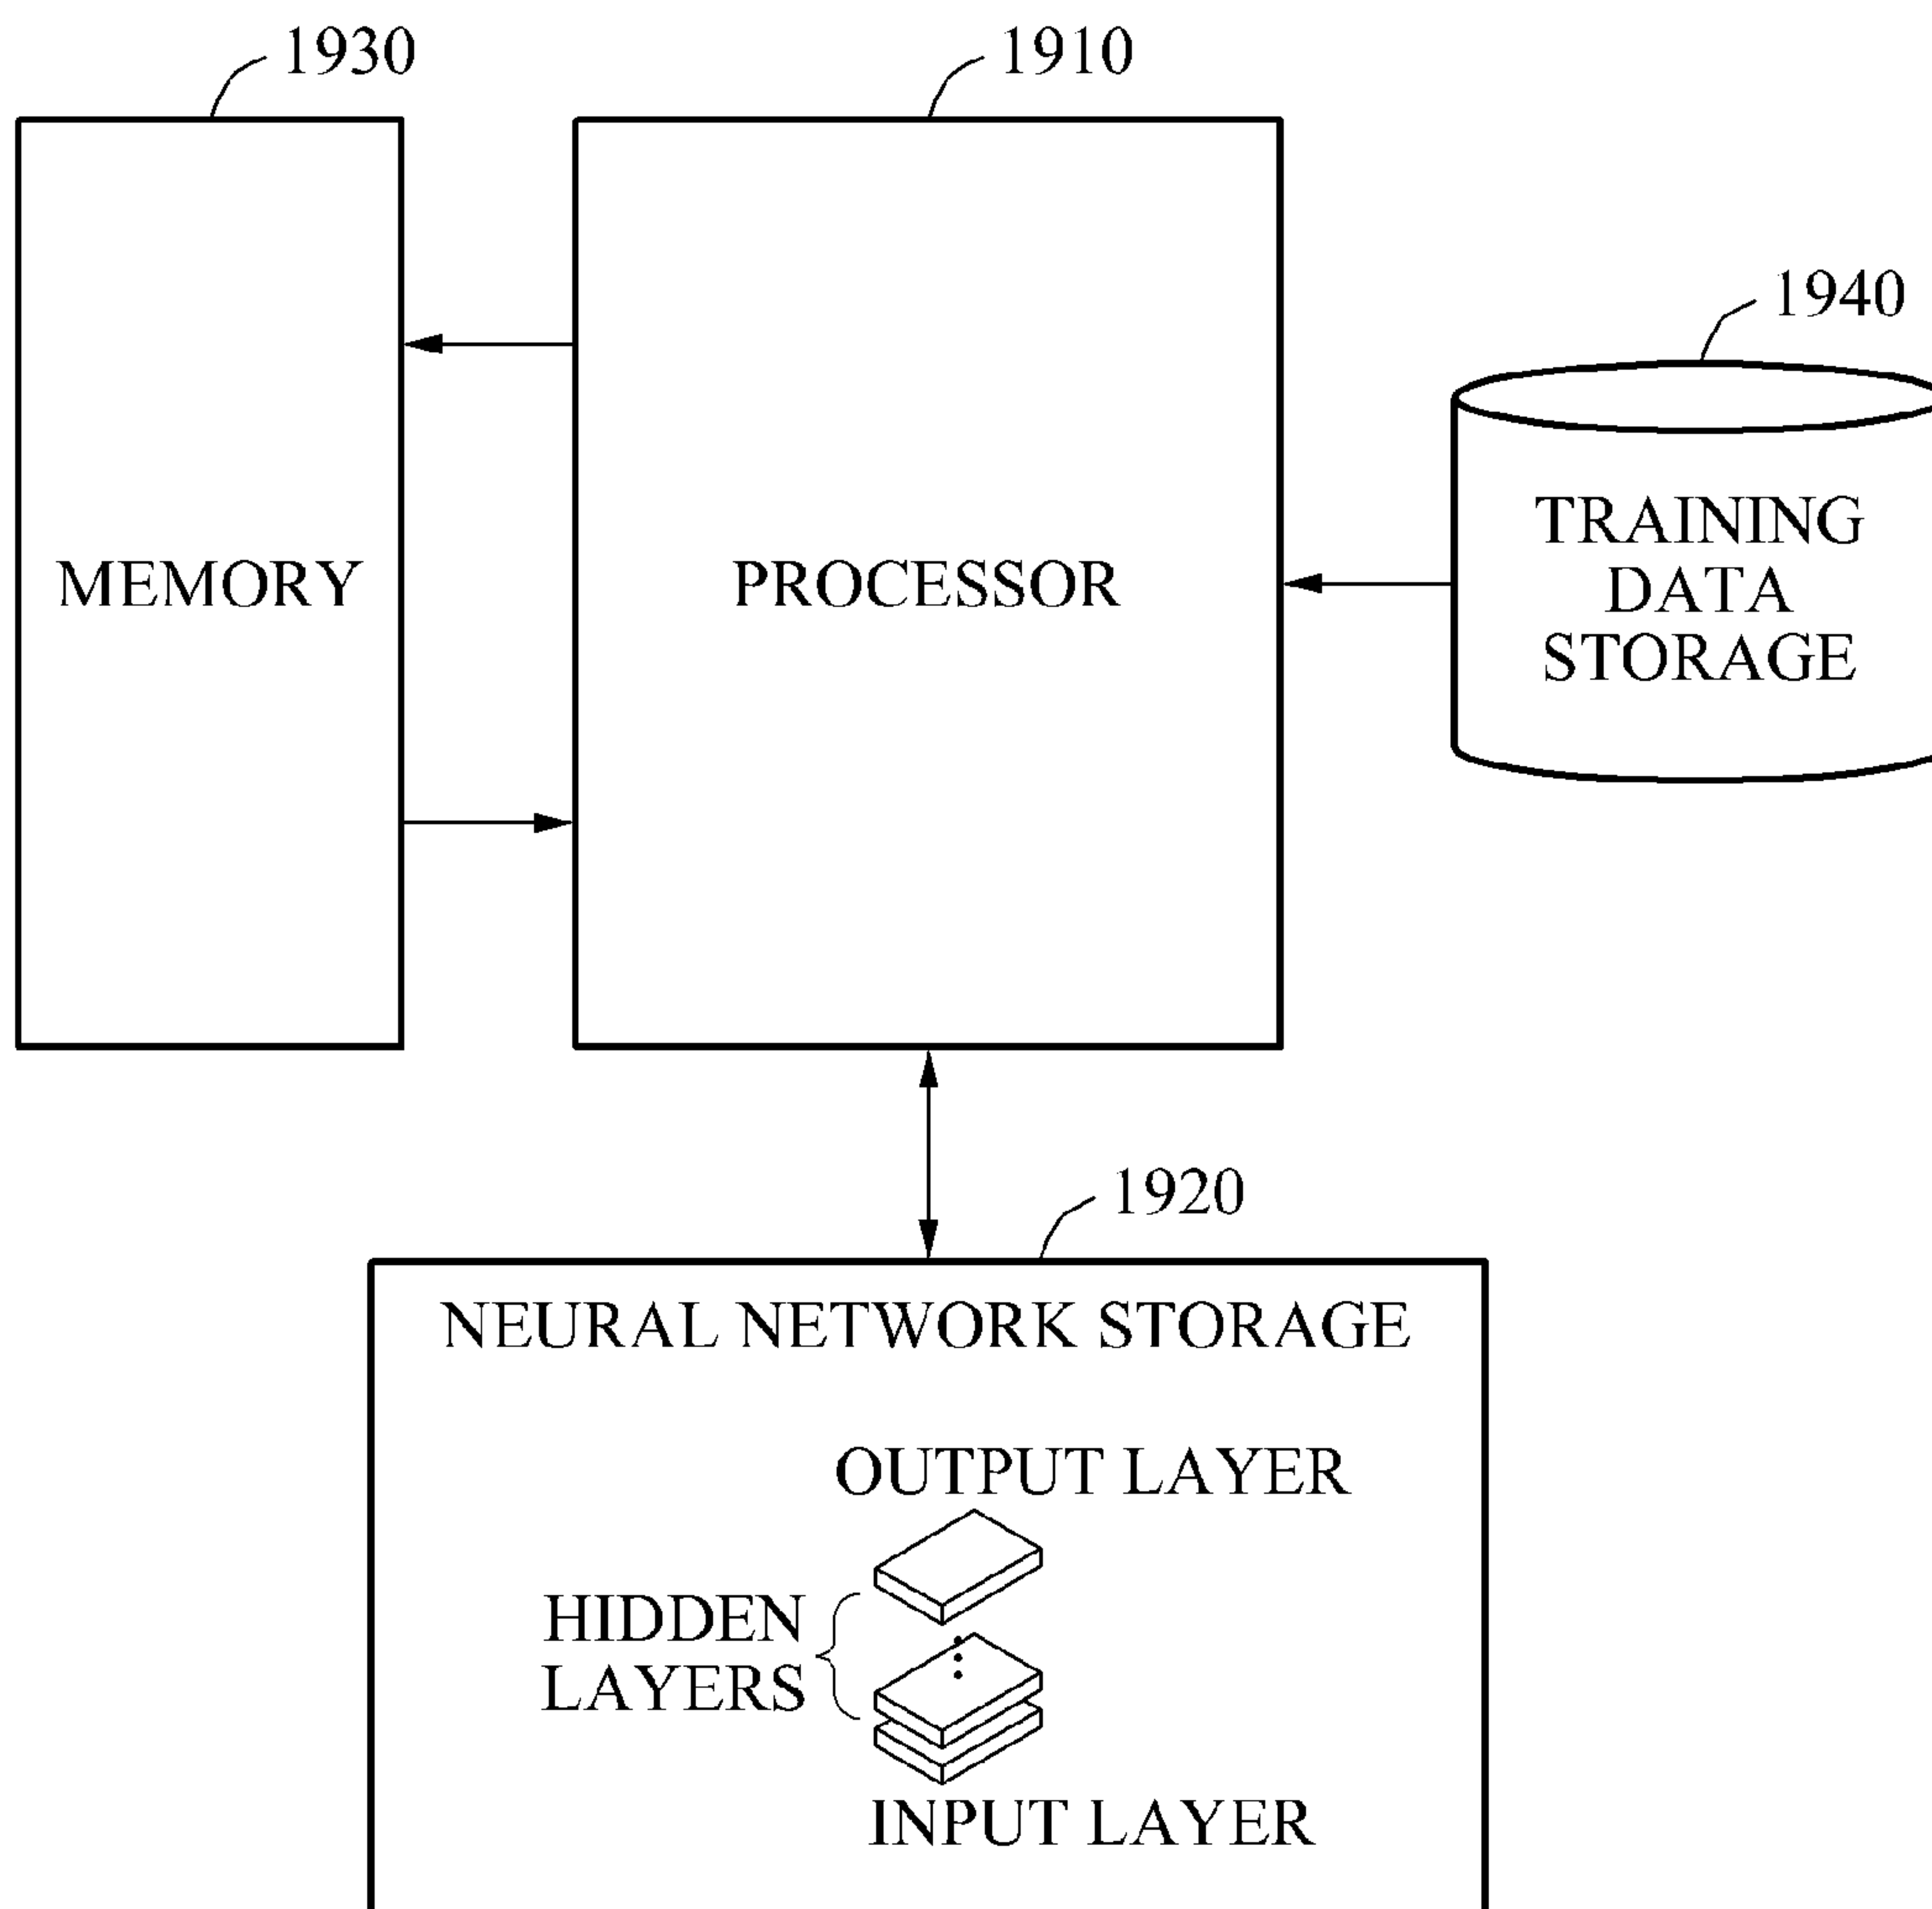 1930
1910
1940
MEMORY
PROCESSOR
TRAINING
DATA
STORAGE
1920
NEURAL NETWORK STORAGE
OUTPUT LAYER
HIDDEN
LAYERS
INPUT LAYER